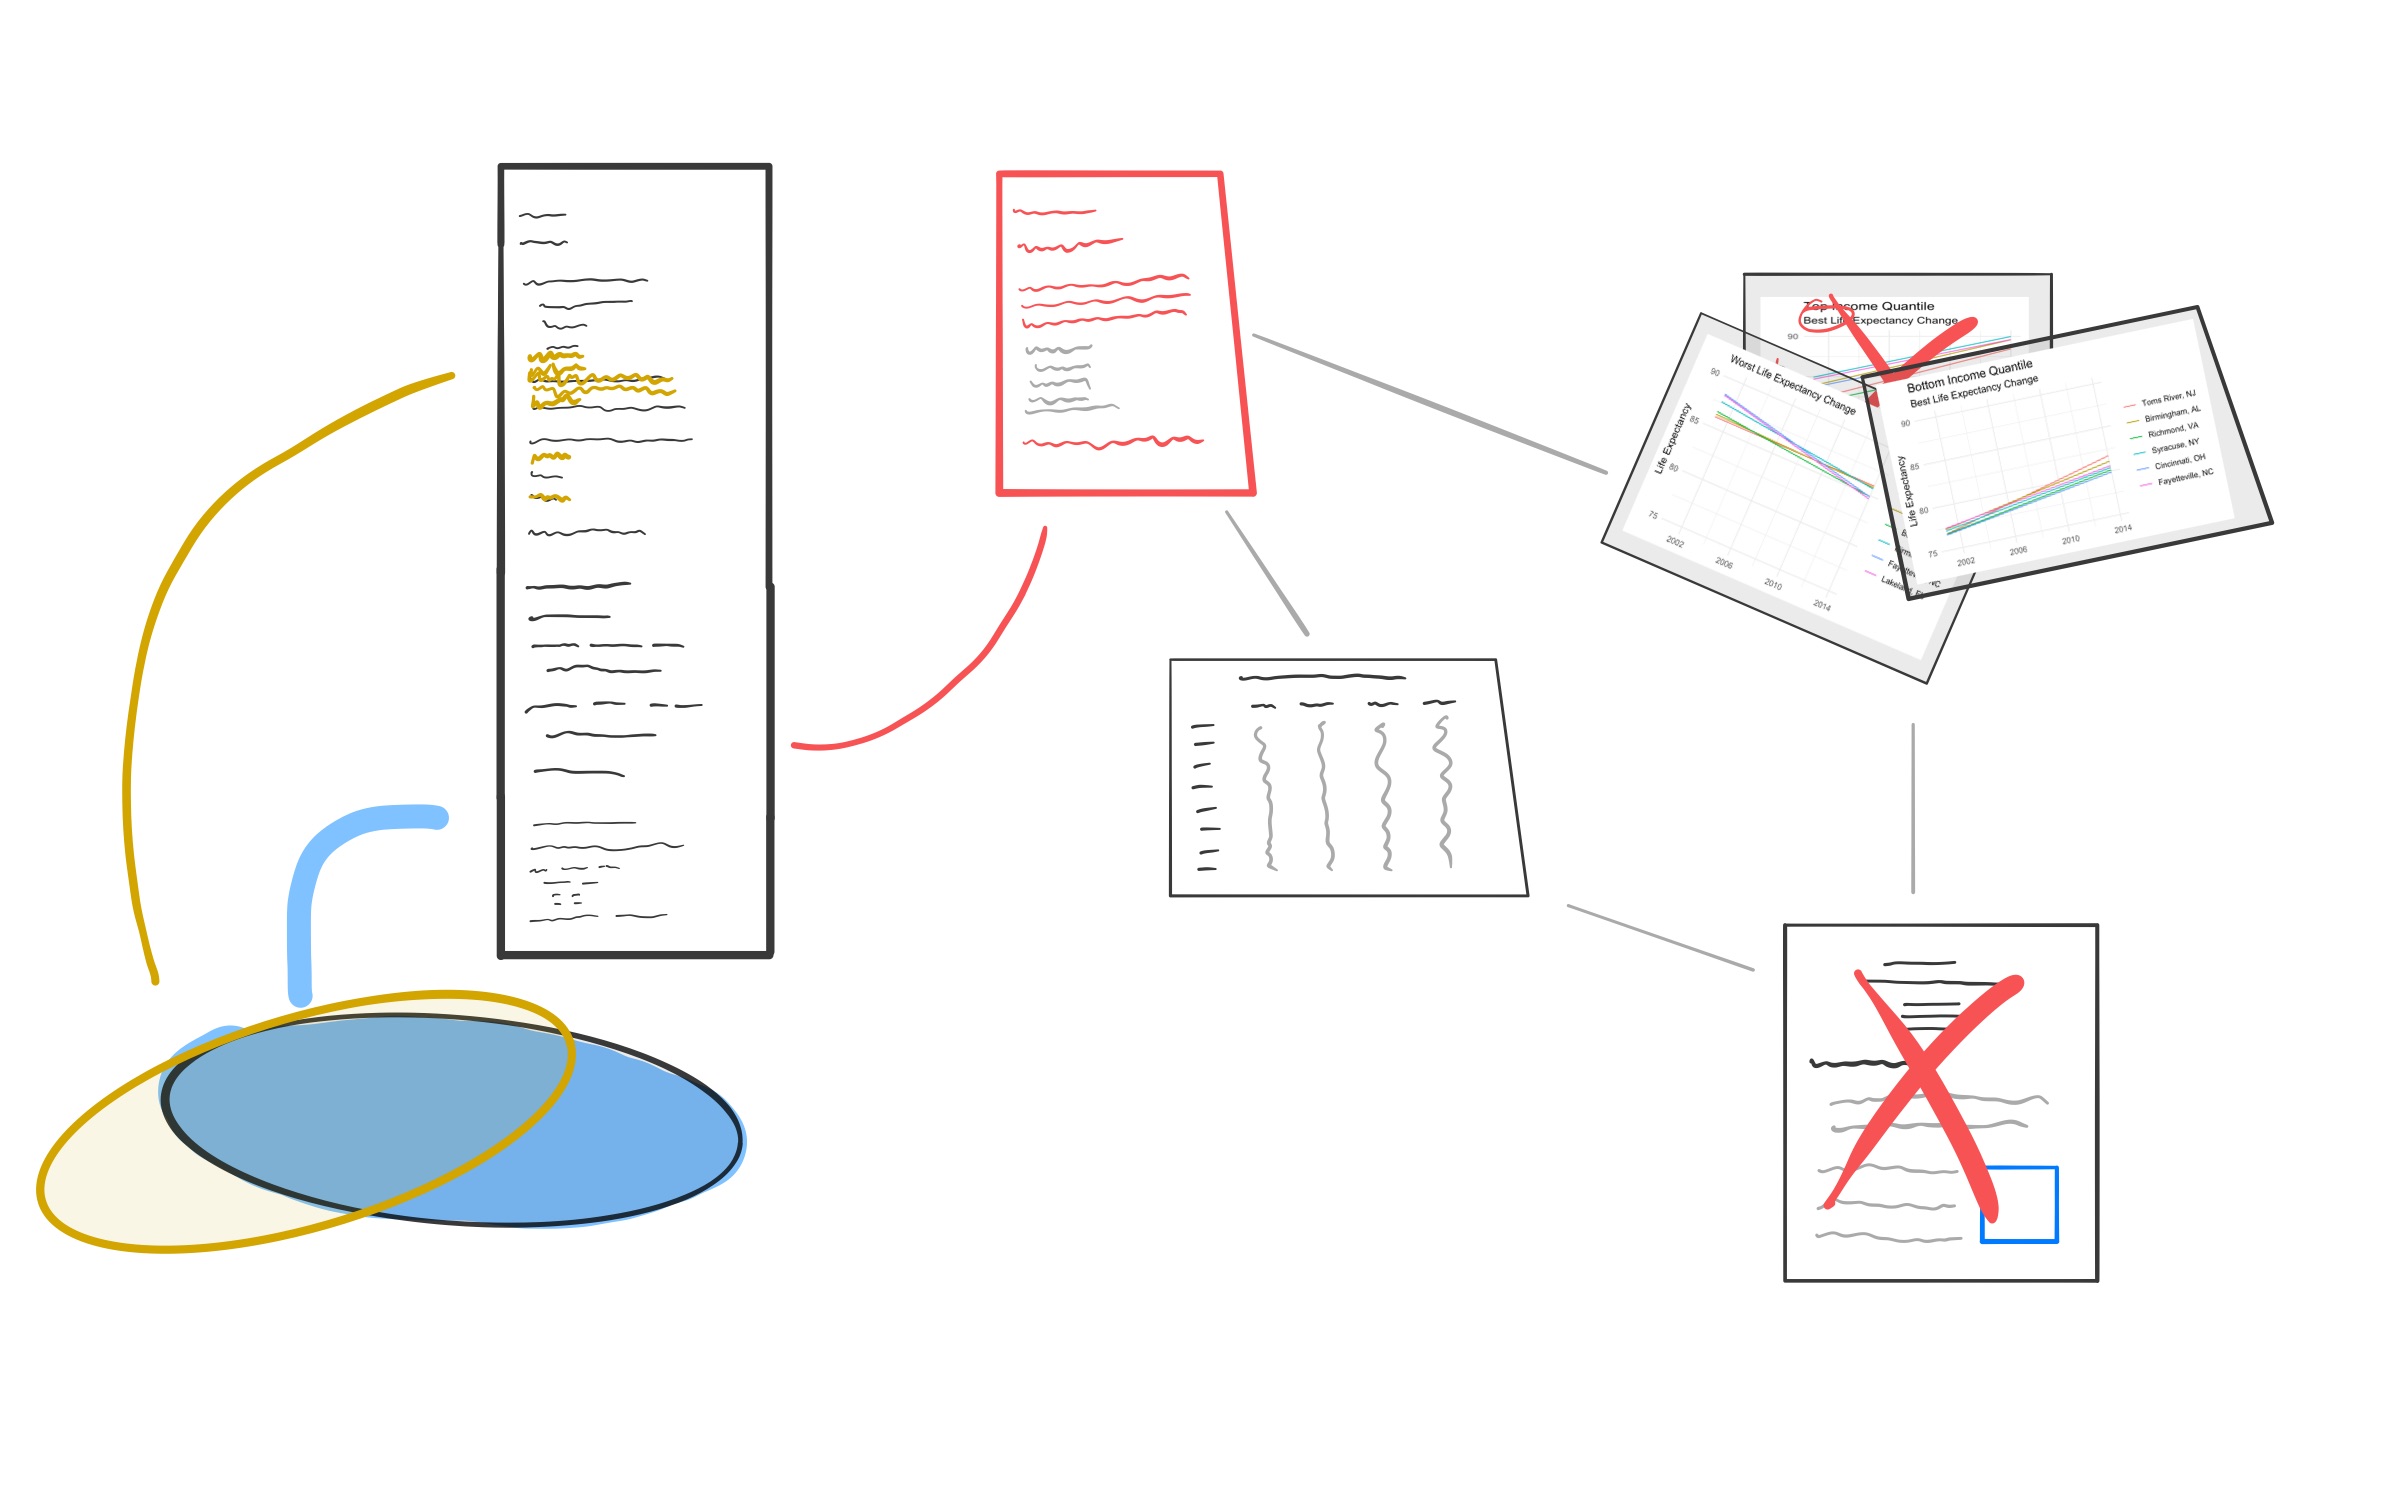 Top Income Quantile
Best Life Expectancy Change
90
Worst Life Expectancy Change
Life Expectancy
90
85
80
75
2002
2006
2010
2014
Bottom Income Quantile
Best Life Expectancy Change
Life Expectancy
90
85
80
75
2002
2006
2010
2014
Toms River, NJ
Birmingham, AL
Richmond, VA
Syracuse, NY
Cincinnati, OH
Fayetteville, NC